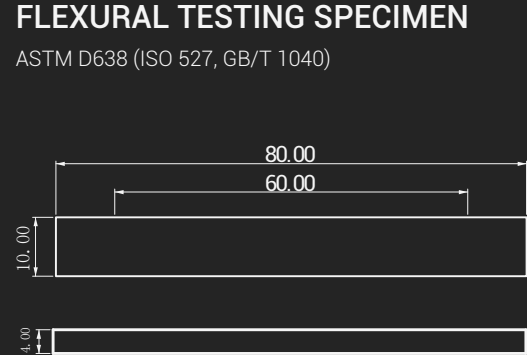 FLEXURAL TESTING SPECIMEN
ASTM D638 (ISO 527, GB/T 1040)
80.00
60.00
10.00
4.00